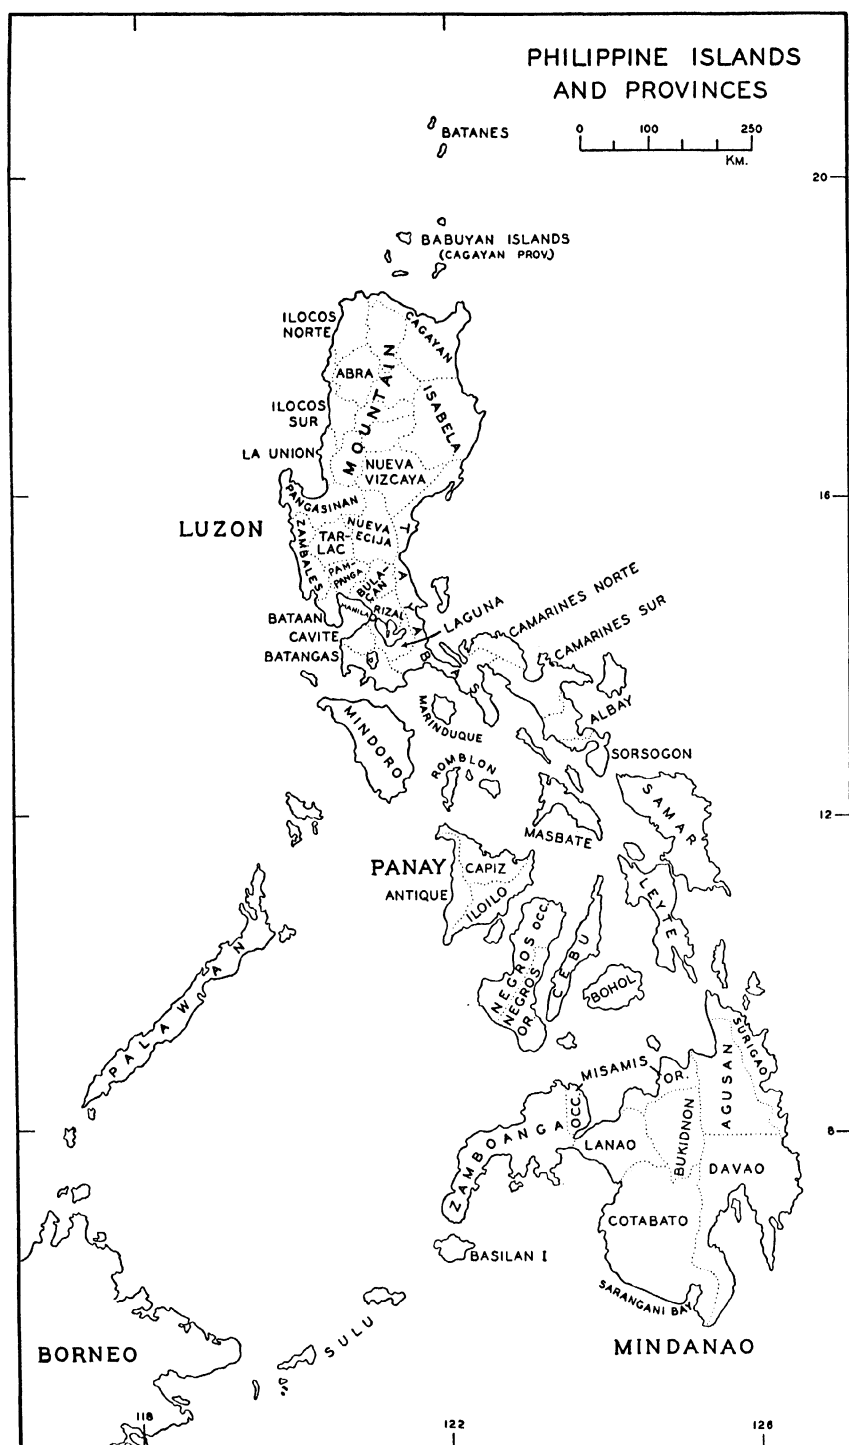 PHILIPPINE ISLANDS
AND PROVINCES
0 100 250
KM.
BATANES
20
BABUYAN ISLANDS
(CAGAYAN PROV.)
ILOCOS
NORTE
CAGAYAN
ABRA
MOUNTAIN
ILOCOS
SUR
ISABELA
LA UNION
NUEVA
VIZCAYA
PANGASINAN
16
LUZON
ZAMBALES
TAR-
LAC
NUEVA
ECIJA
TAYABAS
PAM-
PANGA
BULA-
CAN
MANILA
RIZAL
BATAAN
CAVITE
BATANGAS
LAGUNA
CAMARINES NORTE
CAMARINES SUR
ALBAY
MINDORO
MARINDUQUE
SORSOGON
ROMBLON
SAMAR
12
MASBATE
PANAY
CAPIZ
ANTIQUE
ILOILO
LEYTE
NEGROS OCC.
NEGROS
OR.
CEBU
BOHOL
PALAWAN
SURIGAO
MISAMIS
OR.
OCC.
AGUSAN
ZAMBOANGA
LANAO
BUKIDNON
8
DAVAO
COTABATO
BASILAN I
SARANGANI BAY
SULU
BORNEO
MINDANAO
118
122
126